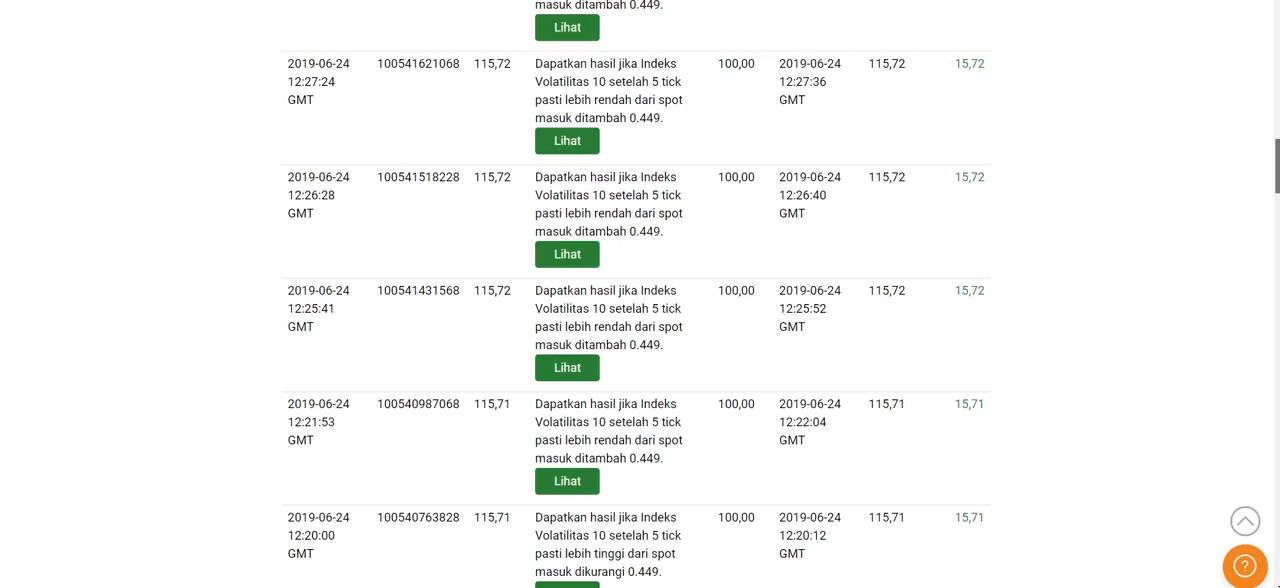 masuk ditambah 0.449.
Lihat
2019-06-24 100541621068 115,72 Dapatkan hasil jika Indeks 100,00 2019-06-24 115,72 15,72
12:27:24 Volatilitas 10 setelah 5 tick 12:27:36
GMT pasti lebih rendah dari spot GMT
masuk ditambah 0.449.
Lihat
2019-06-24 100541518228 115,72 Dapatkan hasil jika Indeks 100,00 2019-06-24 115,72 15,72
12:26:28 Volatilitas 10 setelah 5 tick 12:26:40
GMT pasti lebih rendah dari spot GMT
masuk ditambah 0.449.
Lihat
2019-06-24 100541431568 115,72 Dapatkan hasil jika Indeks 100,00 2019-06-24 115,72 15,72
12:25:41 Volatilitas 10 setelah 5 tick 12:25:52
GMT pasti lebih rendah dari spot GMT
masuk ditambah 0.449.
Lihat
2019-06-24 100540987068 115,71 Dapatkan hasil jika Indeks 100,00 2019-06-24 115,71 15,71
12:21:53 Volatilitas 10 setelah 5 tick 12:22:04
GMT pasti lebih rendah dari spot GMT
masuk ditambah 0.449.
Lihat
2019-06-24 100540763828 115,71 Dapatkan hasil jika Indeks 100,00 2019-06-24 115,71 15,71
12:20:00 Volatilitas 10 setelah 5 tick 12:20:12
GMT pasti lebih tinggi dari spot GMT
masuk dikurangi 0.449.
?